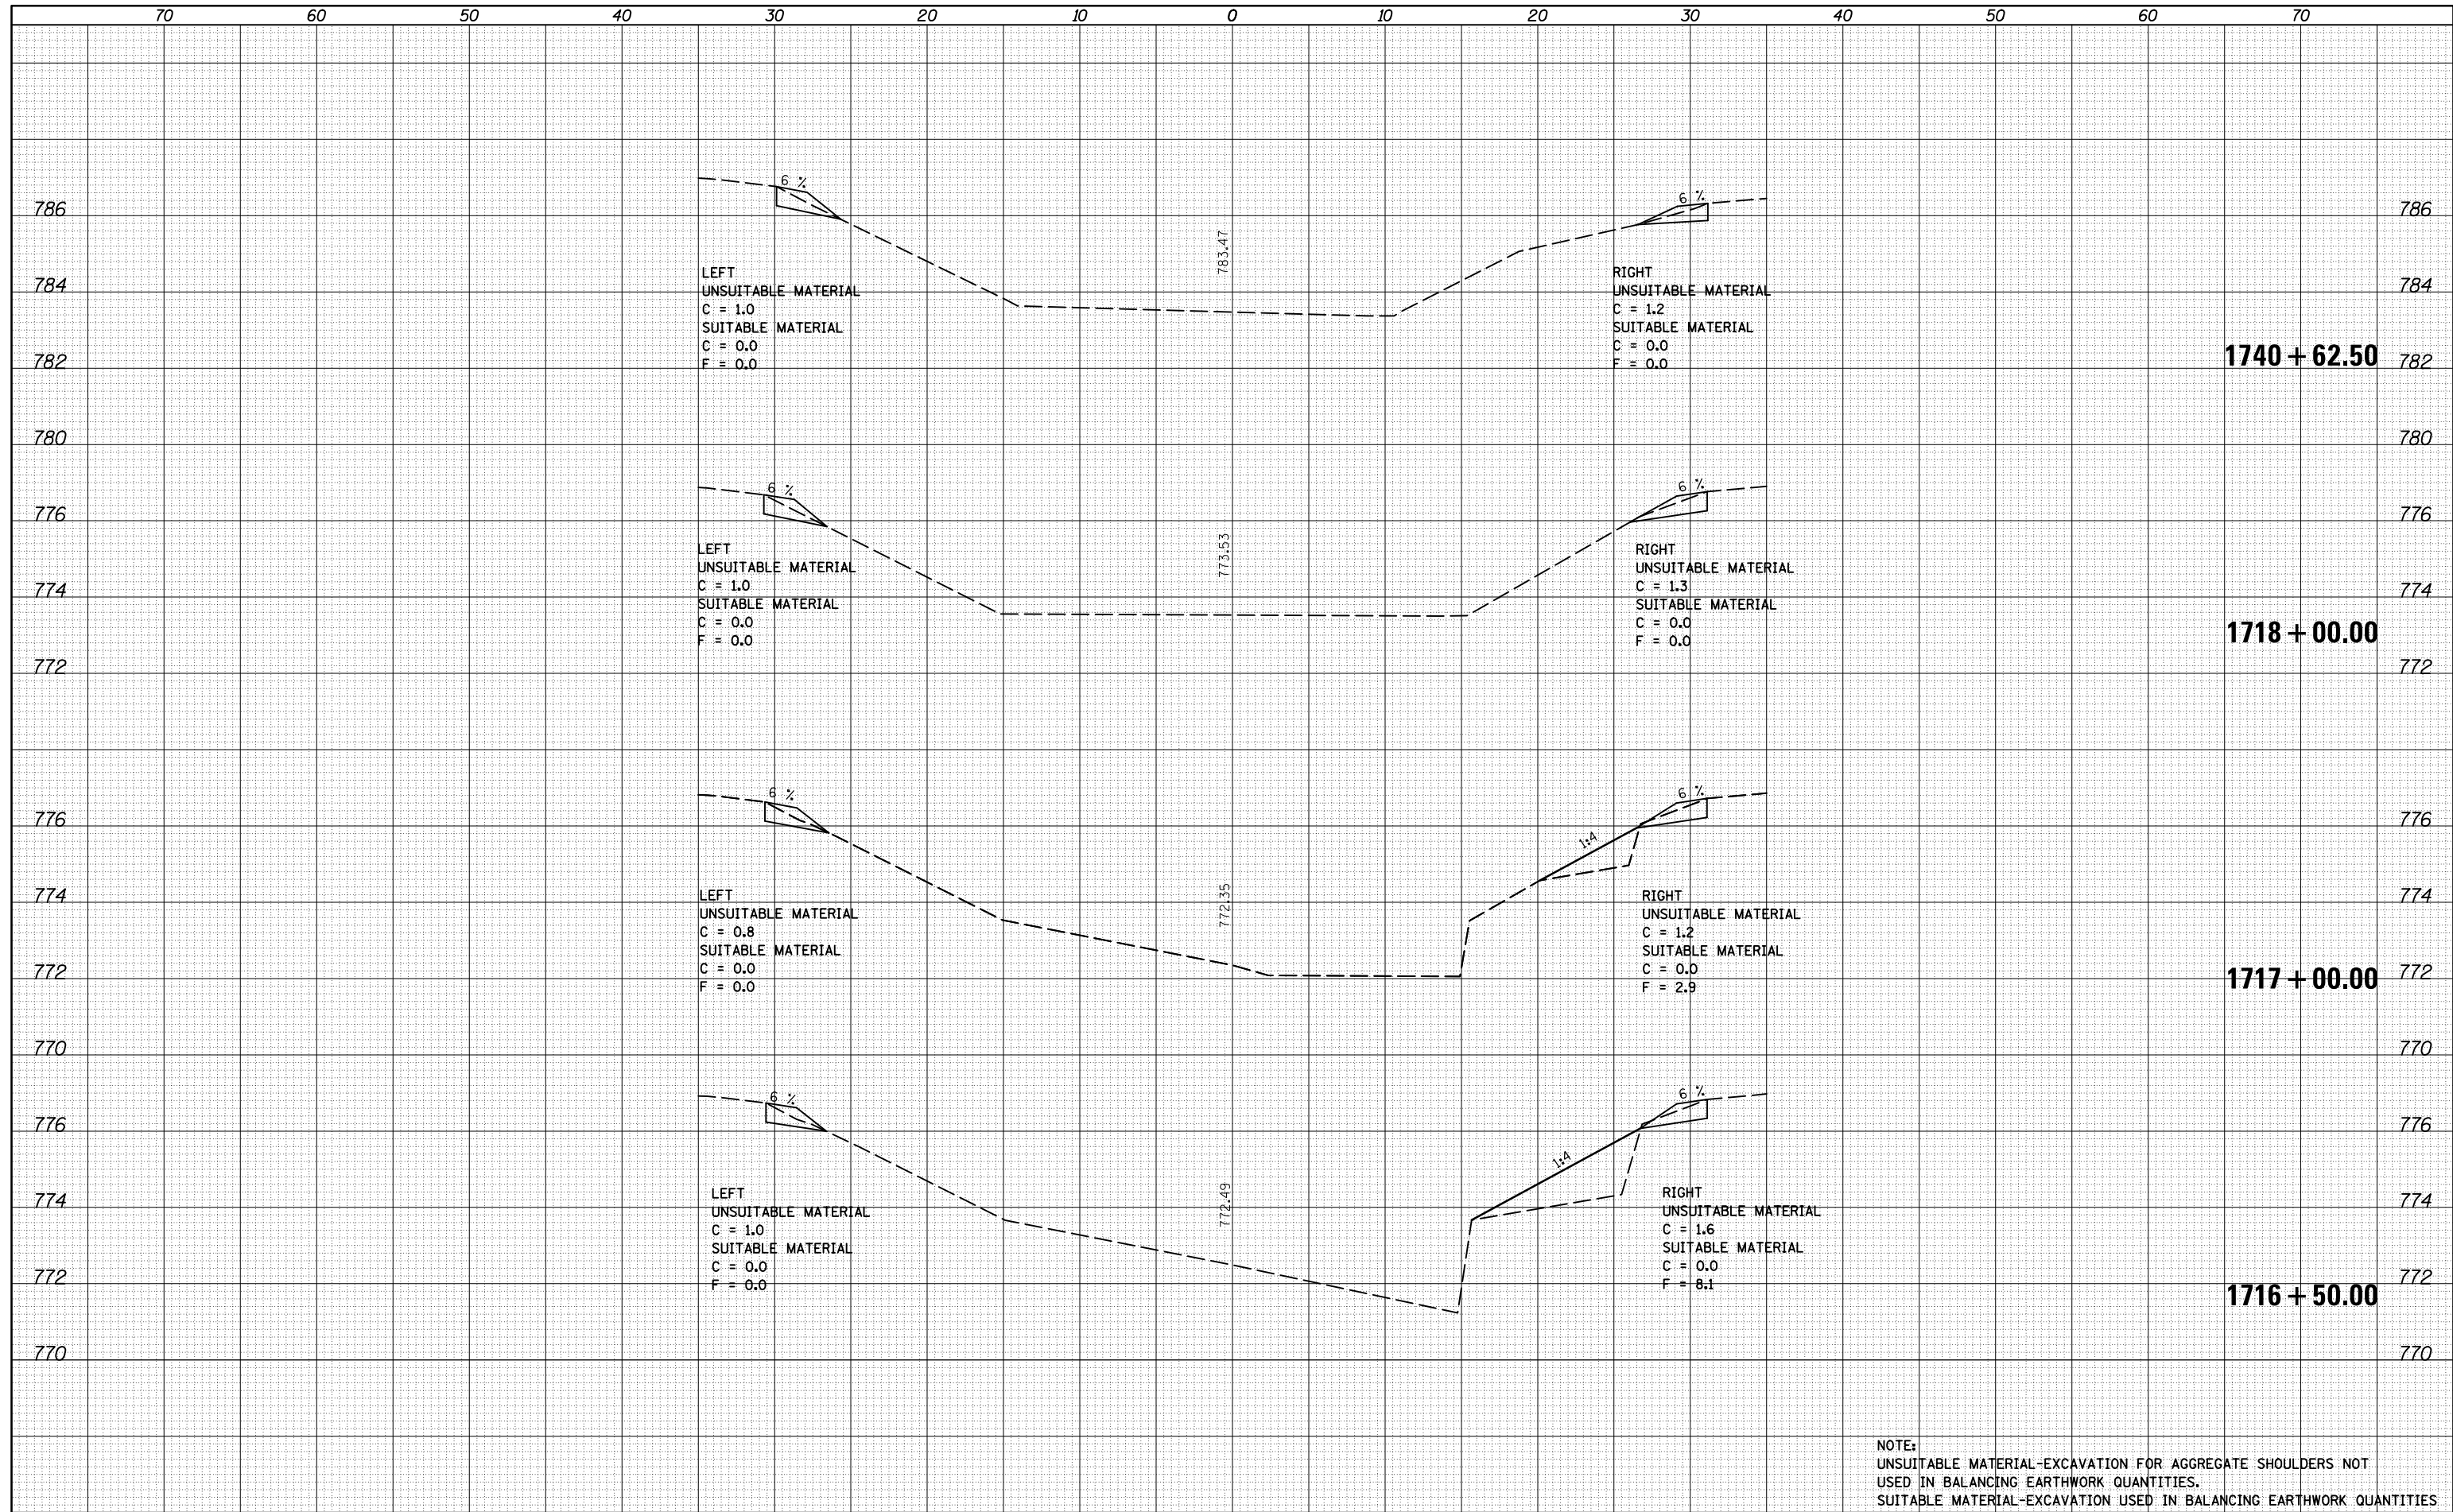 70 60 50 40 30 20 10 0 10 20 30 40 50 60 70
6 % 6 %
786 786
783.47
LEFT
UNSUITABLE MATERIAL
C = 1.0
SUITABLE MATERIAL
C = 0.0
F = 0.0
RIGHT
UNSUITABLE MATERIAL
C = 1.2
SUITABLE MATERIAL
C = 0.0
F = 0.0
784 784
1740 + 62.50
782 782
780 780
6 % 6 %
776 776
773.53
LEFT
UNSUITABLE MATERIAL
C = 1.0
SUITABLE MATERIAL
C = 0.0
F = 0.0
RIGHT
UNSUITABLE MATERIAL
C = 1.3
SUITABLE MATERIAL
C = 0.0
F = 0.0
774 774
1718 + 00.00
772 772
6 % 6 %
776 776
1:4
772.35
LEFT
UNSUITABLE MATERIAL
C = 0.8
SUITABLE MATERIAL
C = 0.0
F = 0.0
RIGHT
UNSUITABLE MATERIAL
C = 1.2
SUITABLE MATERIAL
C = 0.0
F = 2.9
774 774
1717 + 00.00
772 772
770 770
6 % 6 %
776 776
1:4
772.49
LEFT
UNSUITABLE MATERIAL
C = 1.0
SUITABLE MATERIAL
C = 0.0
F = 0.0
RIGHT
UNSUITABLE MATERIAL
C = 1.6
SUITABLE MATERIAL
C = 0.0
F = 8.1
774 774
772 772
1716 + 50.00
770 770
NOTE:
UNSUITABLE MATERIAL-EXCAVATION FOR AGGREGATE SHOULDERS NOT
USED IN BALANCING EARTHWORK QUANTITIES.
SUITABLE MATERIAL-EXCAVATION USED IN BALANCING EARTHWORK QUANTITIES